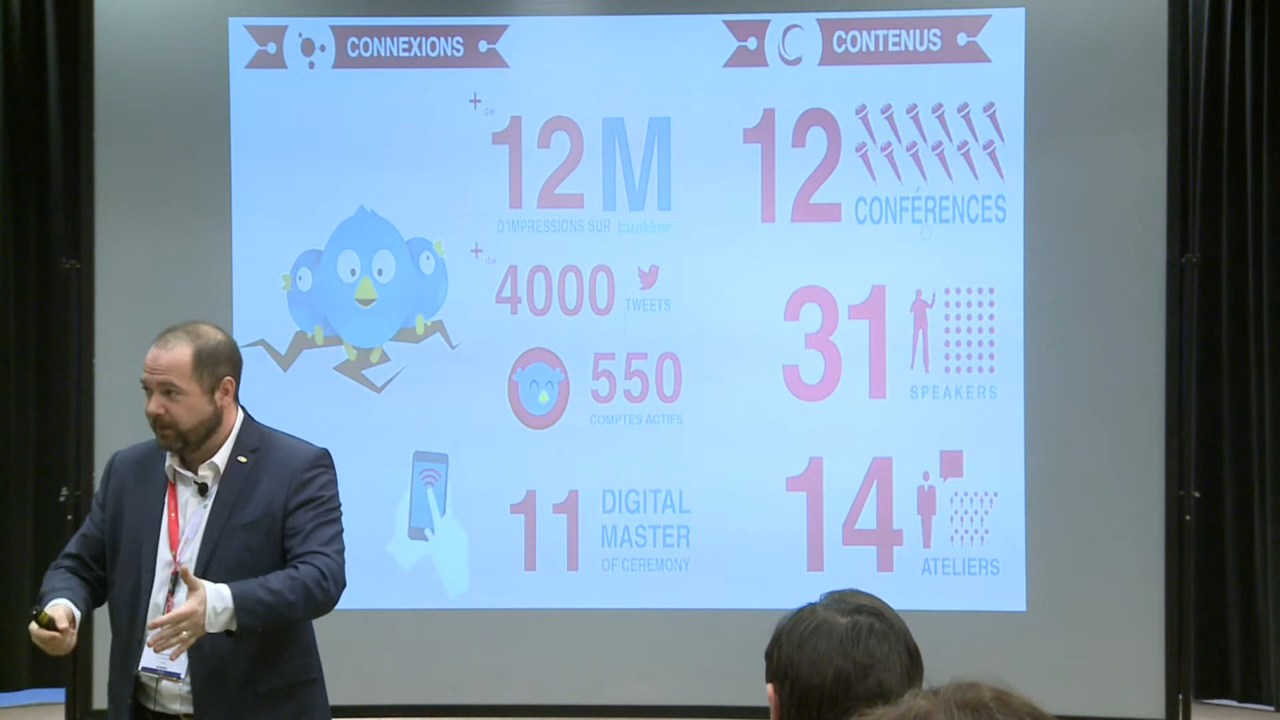 CONNEXIONS
+ de
12 M
D'IMPRESSIONS SUR twitter
+ de
4000
TWEETS
550
COMPTES ACTIFS
11
DIGITAL
MASTER
OF CEREMONY
CONTENUS
12
CONFÉRENCES
31
SPEAKERS
14
ATELIERS